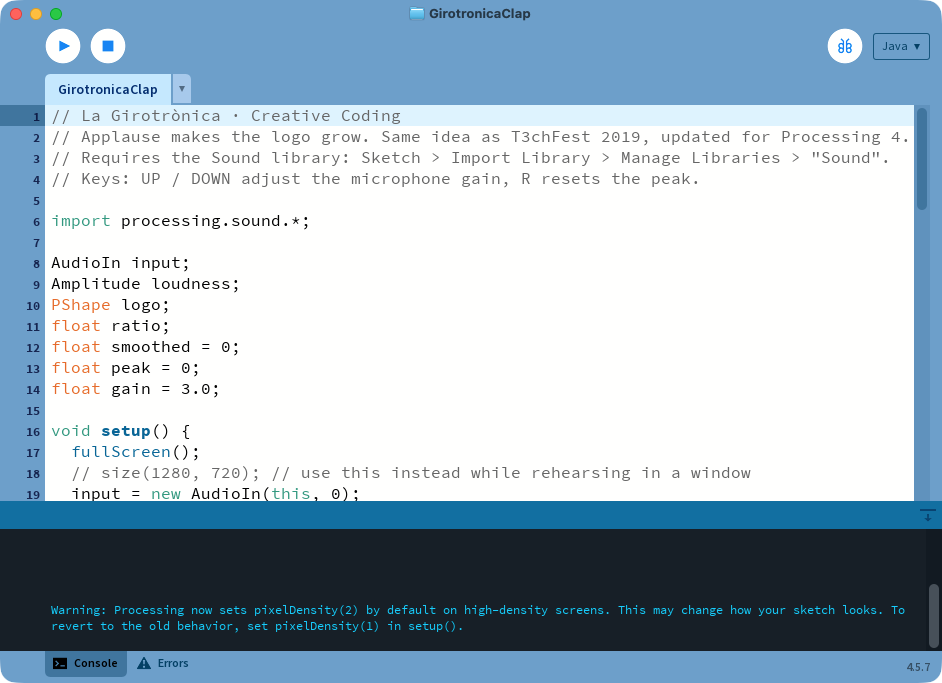 GirotronicaClap
Java ▾
GirotronicaClap ▾
1 // La Girotrònica · Creative Coding
2 // Applause makes the logo grow. Same idea as T3chFest 2019, updated for Processing 4.
3 // Requires the Sound library: Sketch > Import Library > Manage Libraries > "Sound".
4 // Keys: UP / DOWN adjust the microphone gain, R resets the peak.
5
6 import processing.sound.*;
7
8 AudioIn input;
9 Amplitude loudness;
10 PShape logo;
11 float ratio;
12 float smoothed = 0;
13 float peak = 0;
14 float gain = 3.0;
15
16 void setup() {
17   fullScreen();
18   // size(1280, 720); // use this instead while rehearsing in a window
19   input = new AudioIn(this, 0);
Warning: Processing now sets pixelDensity(2) by default on high-density screens. This may change how your sketch looks. To
revert to the old behavior, set pixelDensity(1) in setup().
Console Errors
4.5.7